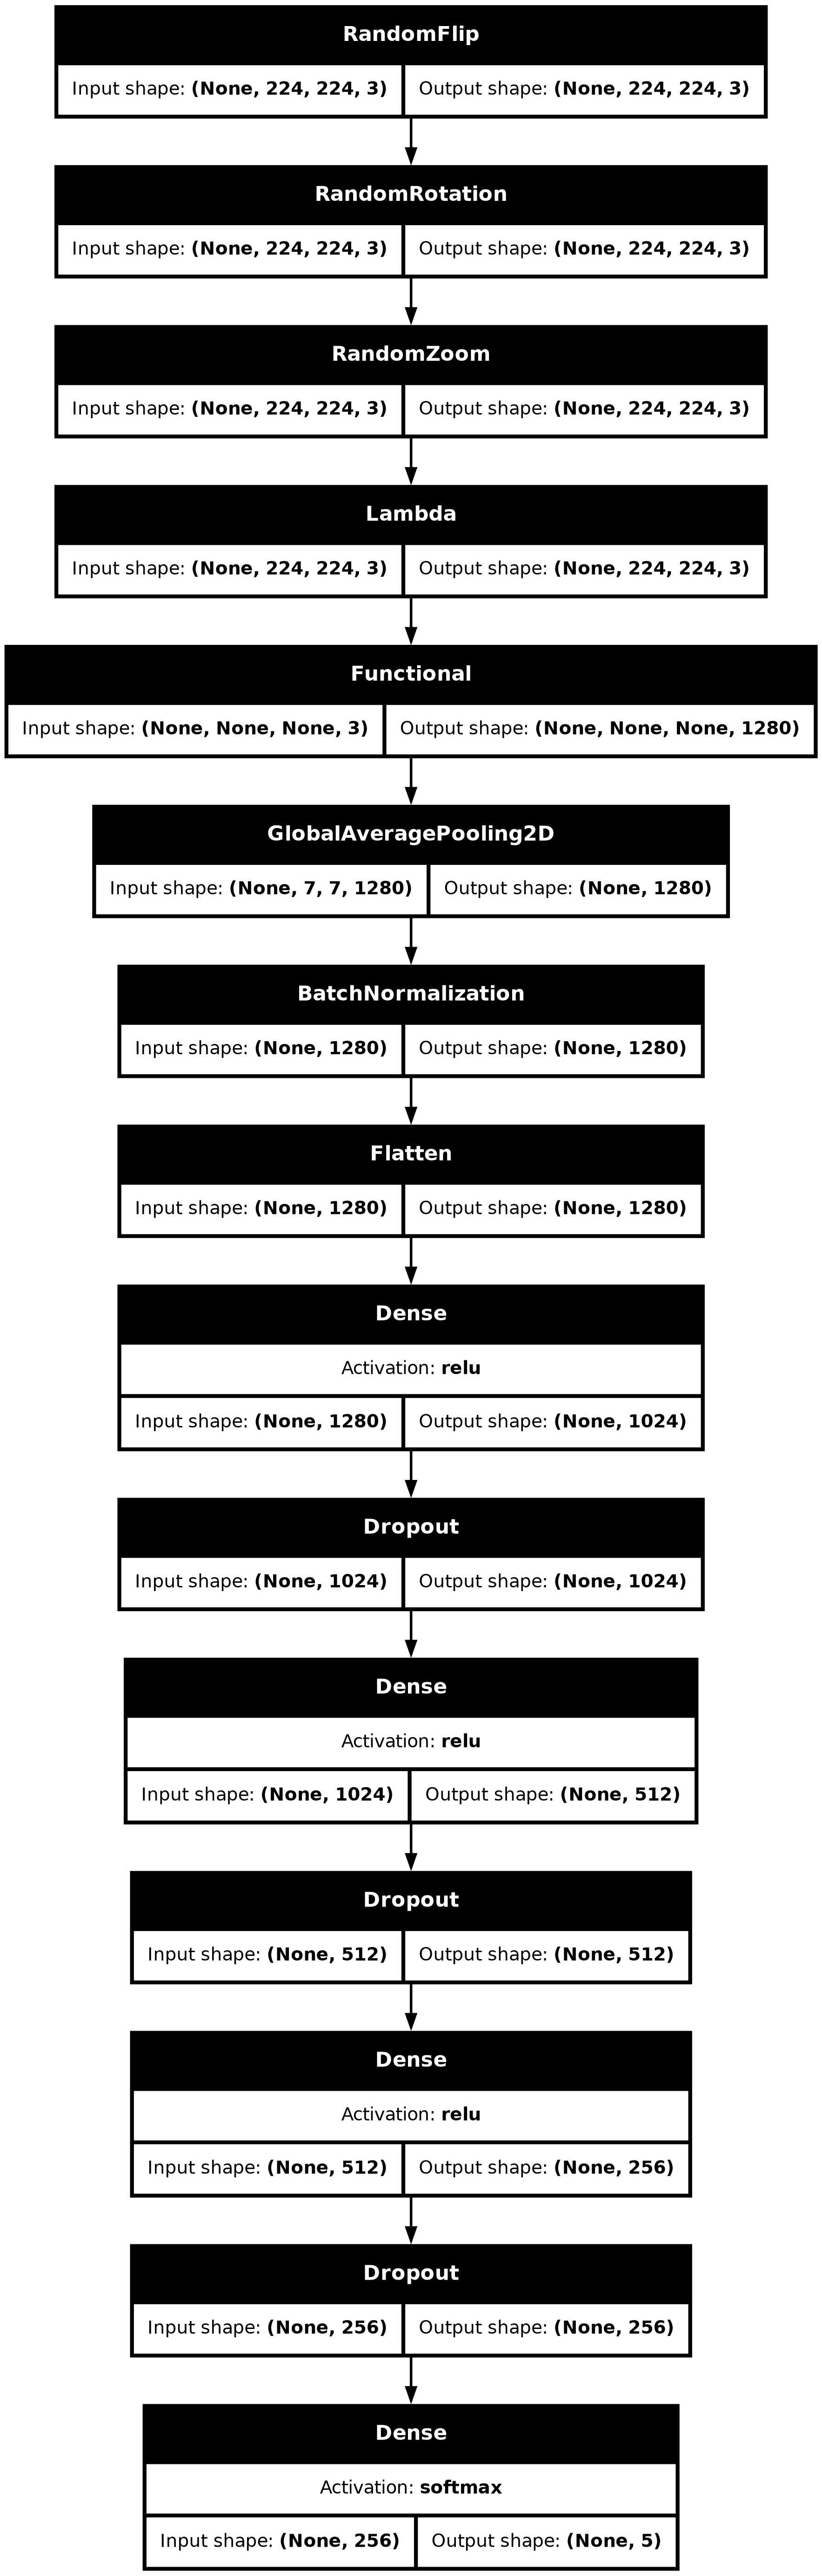 RandomFlip
Input shape: (None, 224, 224, 3) Output shape: (None, 224, 224, 3)
RandomRotation
Input shape: (None, 224, 224, 3) Output shape: (None, 224, 224, 3)
RandomZoom
Input shape: (None, 224, 224, 3) Output shape: (None, 224, 224, 3)
Lambda
Input shape: (None, 224, 224, 3) Output shape: (None, 224, 224, 3)
Functional
Input shape: (None, None, None, 3) Output shape: (None, None, None, 1280)
GlobalAveragePooling2D
Input shape: (None, 7, 7, 1280) Output shape: (None, 1280)
BatchNormalization
Input shape: (None, 1280) Output shape: (None, 1280)
Flatten
Input shape: (None, 1280) Output shape: (None, 1280)
Dense
Activation: relu
Input shape: (None, 1280) Output shape: (None, 1024)
Dropout
Input shape: (None, 1024) Output shape: (None, 1024)
Dense
Activation: relu
Input shape: (None, 1024) Output shape: (None, 512)
Dropout
Input shape: (None, 512) Output shape: (None, 512)
Dense
Activation: relu
Input shape: (None, 512) Output shape: (None, 256)
Dropout
Input shape: (None, 256) Output shape: (None, 256)
Dense
Activation: softmax
Input shape: (None, 256) Output shape: (None, 5)